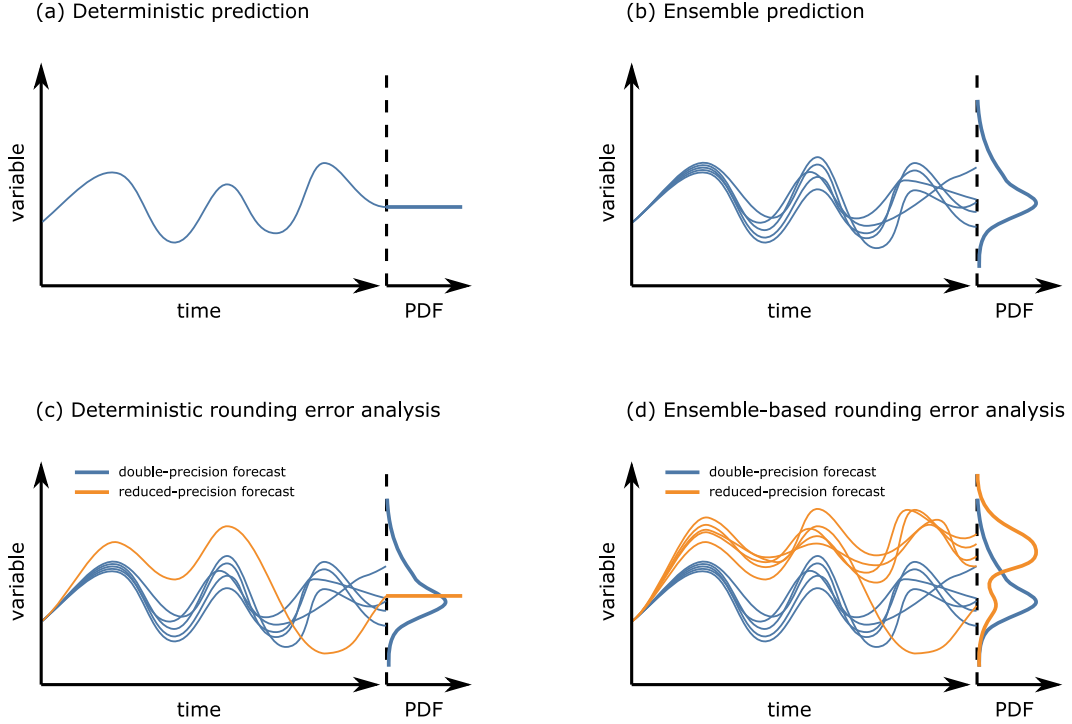 (a) Deterministic prediction
variable
time
PDF
(b) Ensemble prediction
variable
time
PDF
(c) Deterministic rounding error analysis
double-precision forecast
reduced-precision forecast
variable
time
PDF
(d) Ensemble-based rounding error analysis
double-precision forecast
reduced-precision forecast
variable
time
PDF